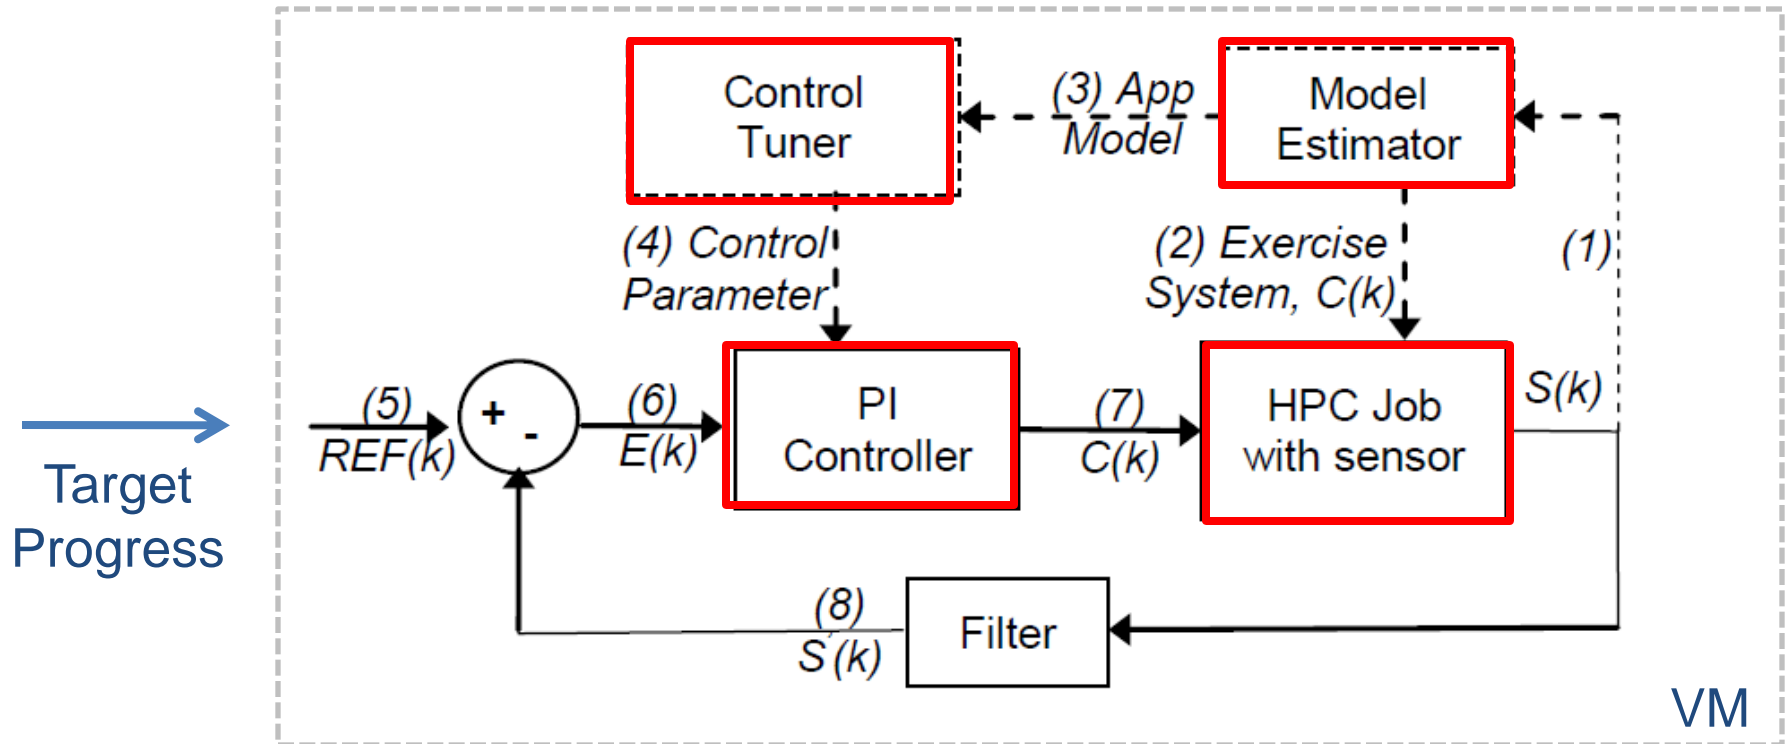 Control
Tuner
(3) App
Model
Model
Estimator
(4) Control
Parameter
(2) Exercise
System, C(k)
(1)
Target
Progress
(5)
REF(k)
+
-
(6)
E(k)
PI
Controller
(7)
C(k)
HPC Job
with sensor
S(k)
(8)
S'(k)
Filter
VM